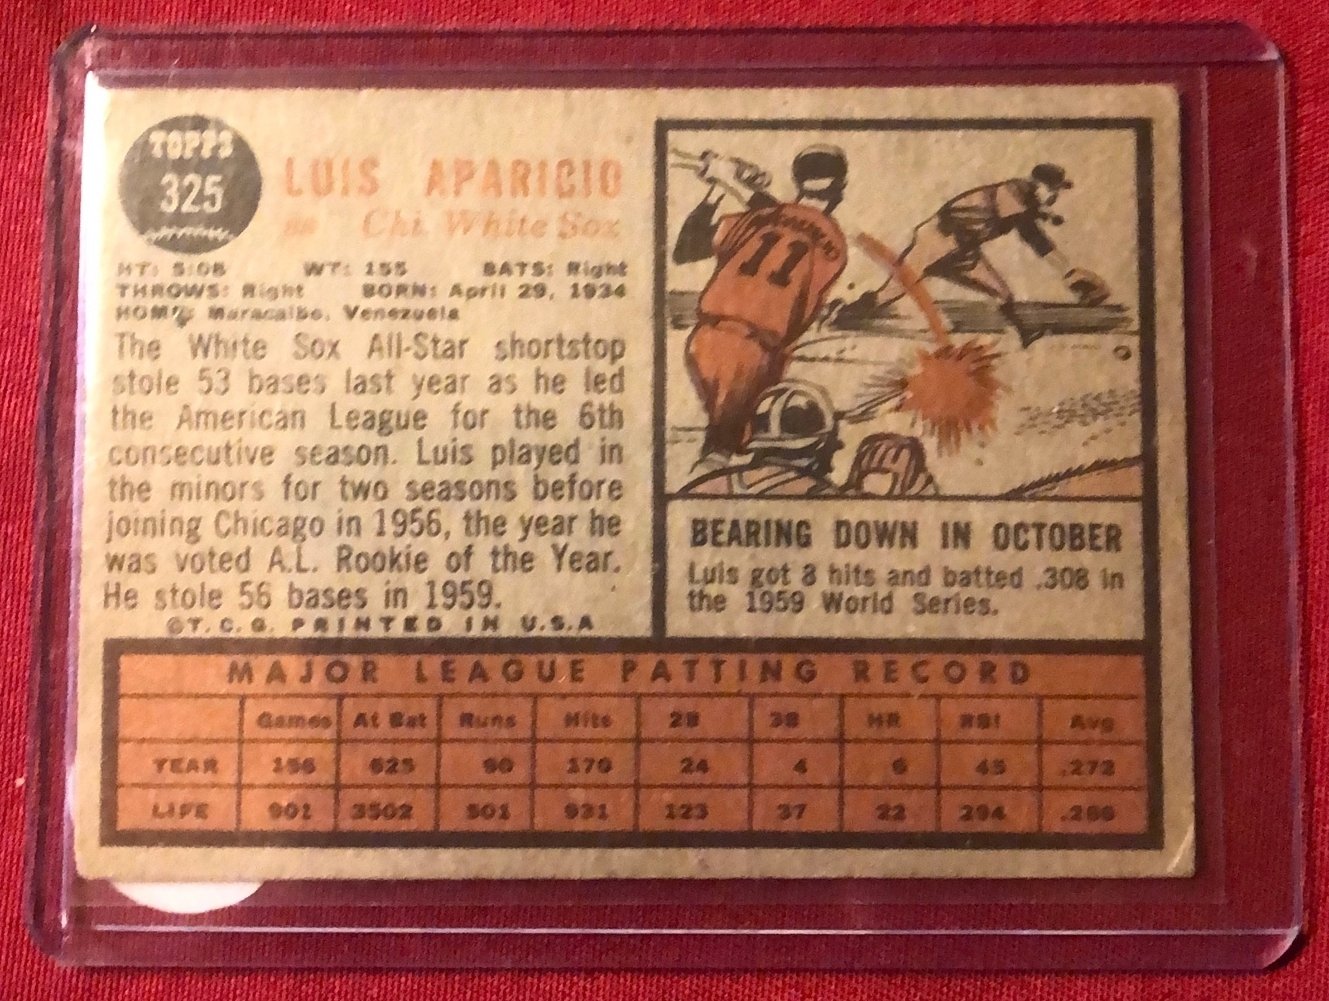 TOPPS
325
LUIS APARICIO
ss Chi. White Sox
HT: 5:08 WT: 155 BATS: Right
THROWS: Right BORN: April 29, 1934
HOME: Maracaibo, Venezuela
The White Sox All-Star shortstop
stole 53 bases last year as he led
the American League for the 6th
consecutive season. Luis played in
the minors for two seasons before
joining Chicago in 1956, the year he
was voted A.L. Rookie of the Year.
He stole 56 bases in 1959.
©T.C.G. PRINTED IN U.S.A
APARICIO
11
BEARING DOWN IN OCTOBER
Luis got 8 hits and batted .308 in
the 1959 World Series.
MAJOR LEAGUE BATTING RECORD
Games At Bat Runs Hits 2B 3B HR RBI Avg
YEAR 156 625 90 170 24 4 6 45 .272
LIFE 901 3502 501 931 123 37 22 294 .266